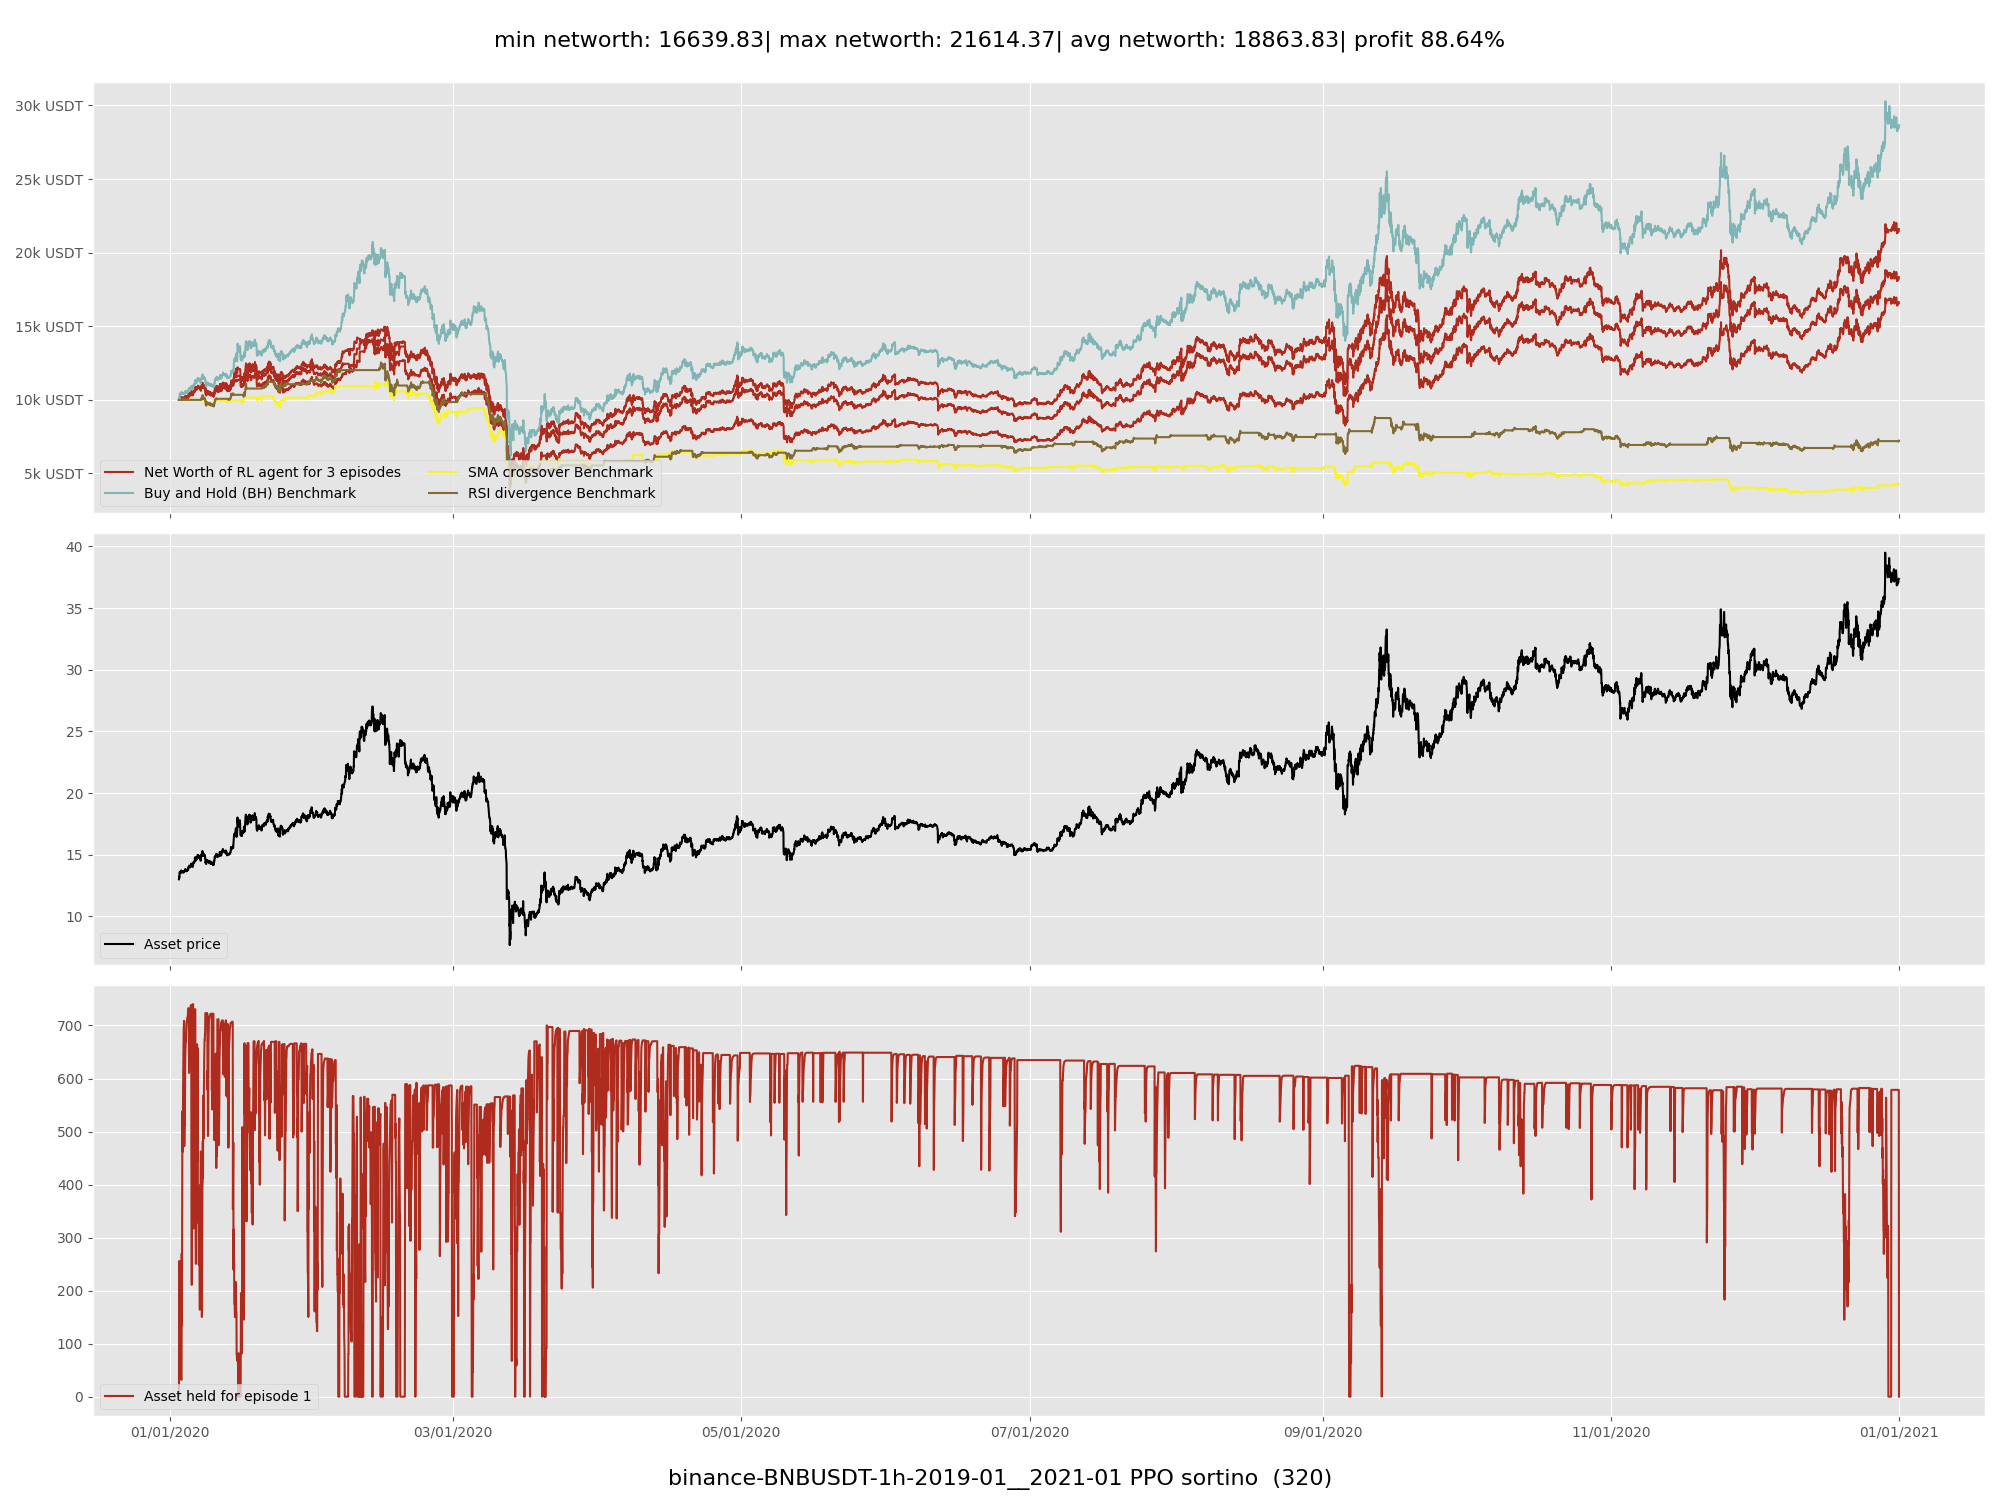 min networth: 16639.83| max networth: 21614.37| avg networth: 18863.83| profit 88.64%
30k USDT
25k USDT
20k USDT
15k USDT
10k USDT
5k USDT
Net Worth of RL agent for 3 episodes
Buy and Hold (BH) Benchmark
SMA crossover Benchmark
RSI divergence Benchmark
40
35
30
25
20
15
10
Asset price
700
600
500
400
300
200
100
0
Asset held for episode 1
01/01/2020 03/01/2020 05/01/2020 07/01/2020 09/01/2020 11/01/2020 01/01/2021
binance-BNBUSDT-1h-2019-01__2021-01 PPO sortino (320)